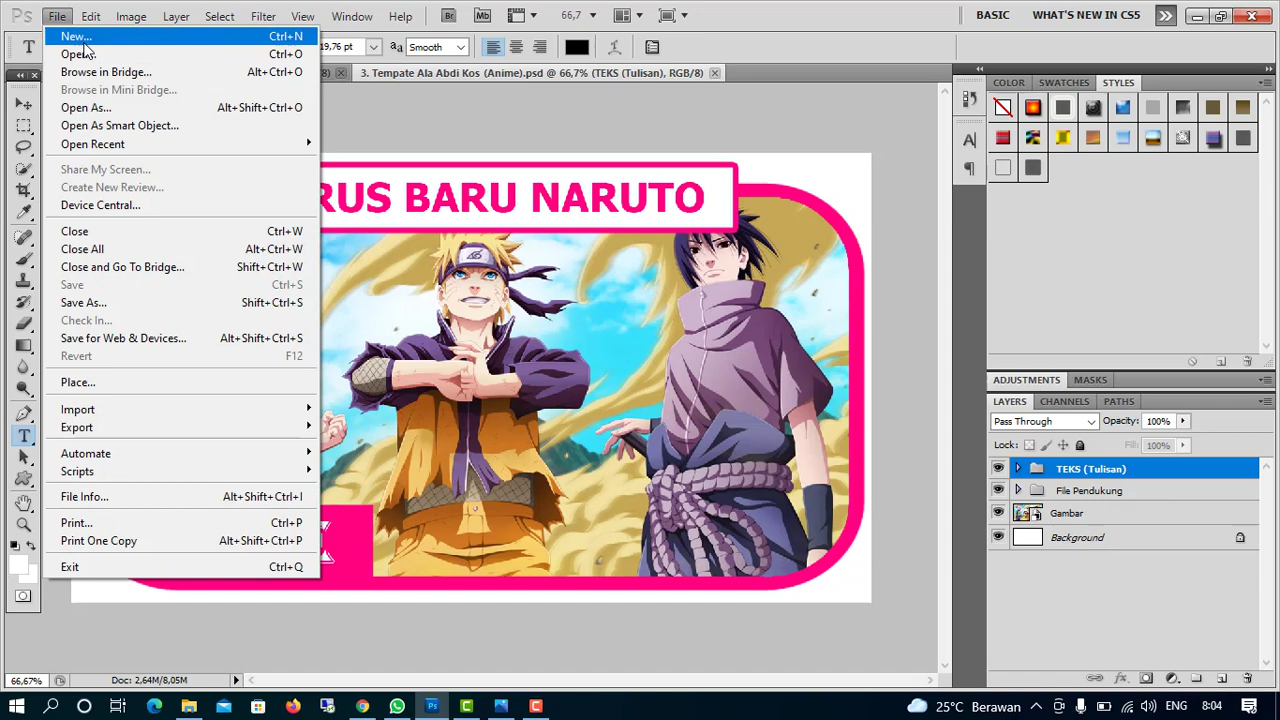 Ps File Edit Image Layer Select Filter View Window Help Br Mb 66,7 BASIC WHAT'S NEW IN CS5
T 19,76 pt aa Smooth
3. Tempate Ala Abdi Kos (Anime).psd @ 66,7% (TEKS (Tulisan), RGB/8)
New... Ctrl+N
Open... Ctrl+O
Browse in Bridge... Alt+Ctrl+O
Browse in Mini Bridge...
Open As... Alt+Shift+Ctrl+O
Open As Smart Object...
Open Recent
Share My Screen...
Create New Review...
Device Central...
Close Ctrl+W
Close All Alt+Ctrl+W
Close and Go To Bridge... Shift+Ctrl+W
Save Ctrl+S
Save As... Shift+Ctrl+S
Check In...
Save for Web & Devices... Alt+Shift+Ctrl+S
Revert F12
Place...
Import
Export
Automate
Scripts
File Info... Alt+Shift+Ctrl+I
Print... Ctrl+P
Print One Copy Alt+Shift+Ctrl+P
Exit Ctrl+Q
RUS BARU NARUTO
COLOR SWATCHES STYLES
ADJUSTMENTS MASKS
LAYERS CHANNELS PATHS
Pass Through Opacity: 100%
Lock: Fill: 100%
TEKS (Tulisan)
File Pendukung
Gambar
Background
66,67% Doc: 2,64M/8,05M
25°C Berawan 8:04